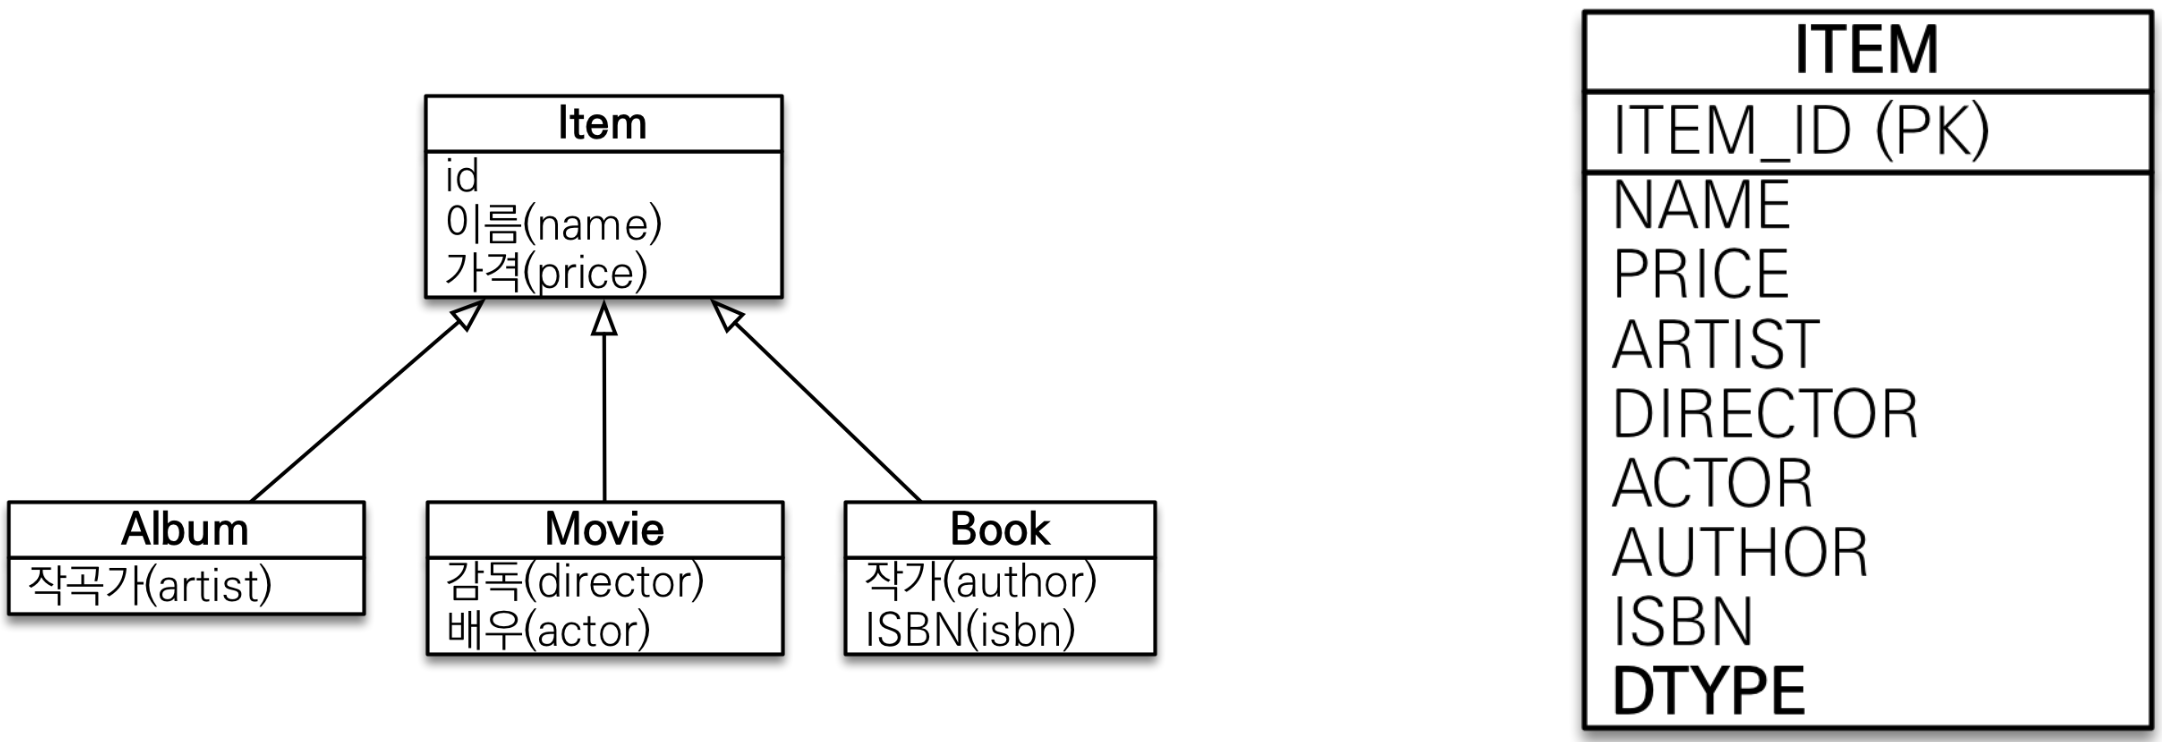 Item
id
이름(name)
가격(price)
Album
작곡가(artist)
Movie
감독(director)
배우(actor)
Book
작가(author)
ISBN(isbn)
ITEM
ITEM_ID (PK)
NAME
PRICE
ARTIST
DIRECTOR
ACTOR
AUTHOR
ISBN
DTYPE